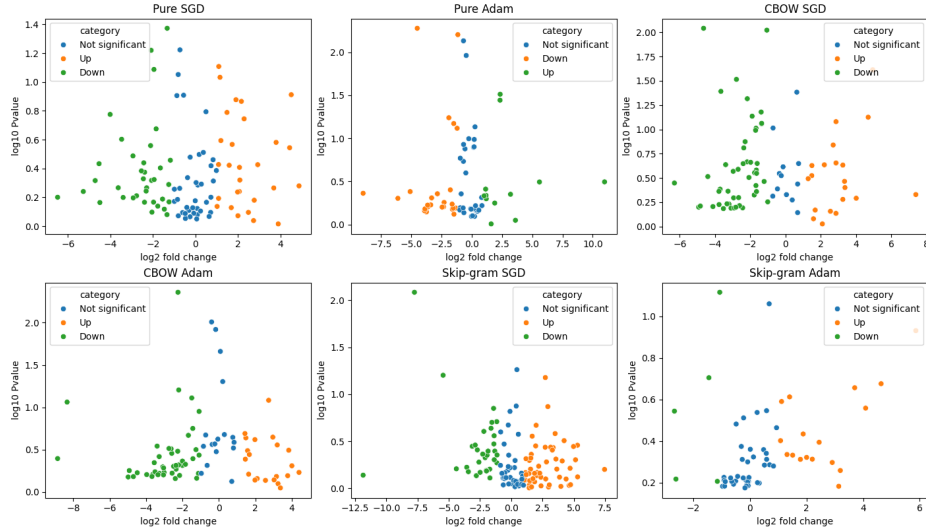 Pure SGD
category
Not significant
Up
Down
log10 Pvalue
1.4
1.2
1.0
0.8
0.6
0.4
0.2
0.0
−6 −4 −2 0 2 4
log2 fold change
Pure Adam
category
Not significant
Down
Up
log10 Pvalue
2.0
1.5
1.0
0.5
0.0
−10.0 −7.5 −5.0 −2.5 0.0 2.5 5.0 7.5 10.0
log2 fold change
CBOW SGD
category
Not significant
Up
Down
log10 Pvalue
2.00
1.75
1.50
1.25
1.00
0.75
0.50
0.25
0.00
−6 −4 −2 0 2 4 6 8
log2 fold change
CBOW Adam
category
Not significant
Up
Down
log10 Pvalue
2.0
1.5
1.0
0.5
0.0
−8 −6 −4 −2 0 2 4
log2 fold change
Skip-gram SGD
category
Not significant
Up
Down
log10 Pvalue
2.0
1.5
1.0
0.5
0.0
−12.5 −10.0 −7.5 −5.0 −2.5 0.0 2.5 5.0 7.5
log2 fold change
Skip-gram Adam
category
Not significant
Up
Down
log10 Pvalue
1.0
0.8
0.6
0.4
0.2
−2 0 2 4 6
log2 fold change